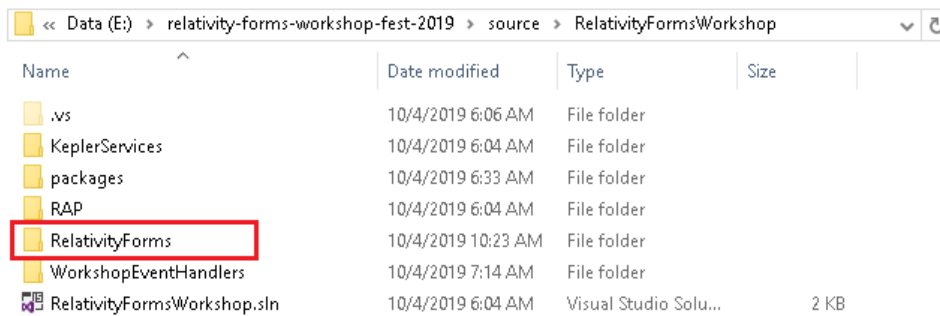 « Data (E:) > relativity-forms-workshop-fest-2019 > source > RelativityFormsWorkshop
Name Date modified Type Size
.vs 10/4/2019 6:06 AM File folder
KeplerServices 10/4/2019 6:04 AM File folder
packages 10/4/2019 6:33 AM File folder
RAP 10/4/2019 6:04 AM File folder
RelativityForms 10/4/2019 10:23 AM File folder
WorkshopEventHandlers 10/4/2019 7:14 AM File folder
RelativityFormsWorkshop.sln 10/4/2019 6:04 AM Visual Studio Solu... 2 KB